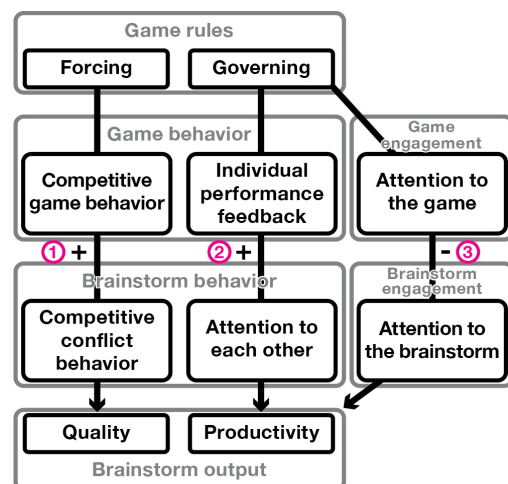 Game rules
Forcing
Governing
Game behavior
Game
engagement
Competitive
game behavior
Individual
performance
feedback
Attention to
the game
1 +
2 +
- 3
Brainstorm behavior
Brainstorm
engagement
Competitive
conflict
behavior
Attention to
each other
Attention to
the brainstorm
Quality
Productivity
Brainstorm output